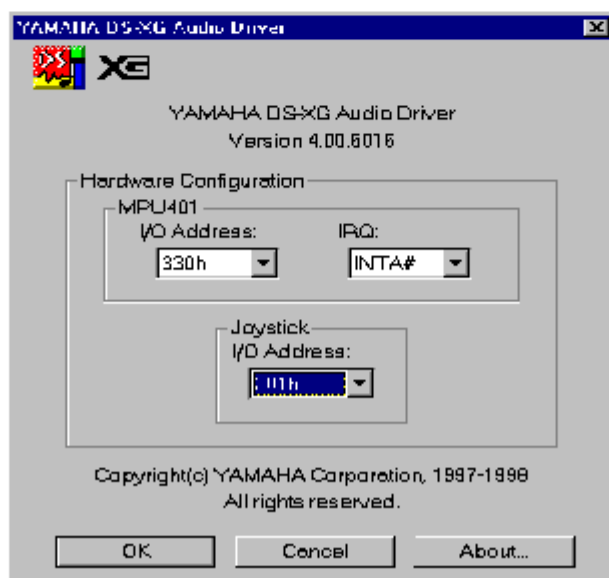 YAMAHA DS-XG Audio Driver
XG
YAMAHA DS-XG Audio Driver
Version 4.00.6016
Hardware Configuration
MPU401
I/O Address: IRQ:
330h INTA#
Joystick
I/O Address:
Copyright(c) YAMAHA Corporation, 1997-1998
All rights reserved.
OK Cancel About...